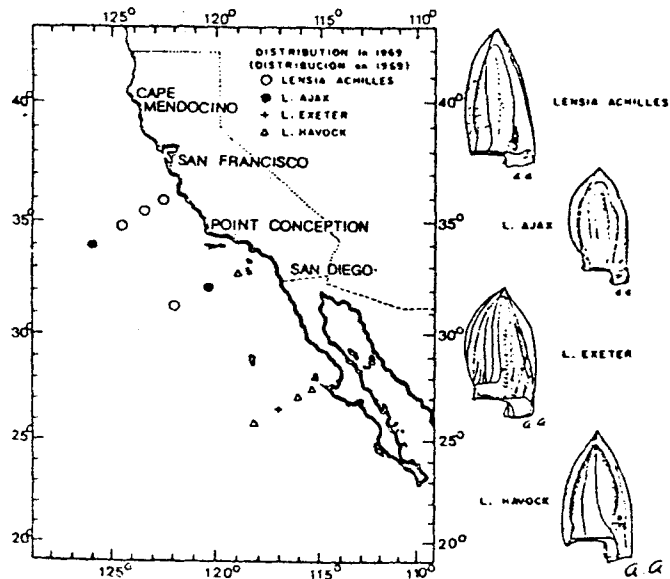 125° 120° 115° 110°
DISTRIBUTION in 1969
(DISTRIBUCIÓN en 1969)
LENSIA ACHILLES
L. AJAX
L. EXETER
L. HAVOCK
40°
CAPE
MENDOCINO
SAN FRANCISCO
35°
POINT CONCEPTION
SAN DIEGO
30°
25°
20°
40°
35°
30°
25°
20°
125° 120° 115° 110°
LENSIA ACHILLES
a a
L. AJAX
a a
L. EXETER
a a
L. HAVOCK
a.a